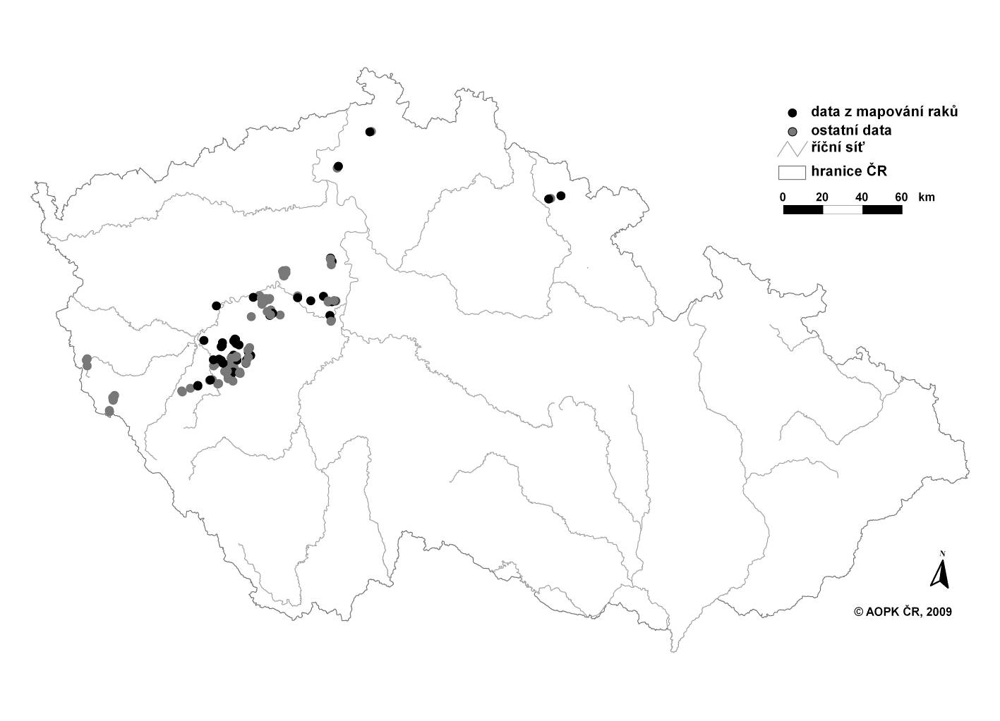 data z mapování raků
ostatní data
říční síť
hranice ČR
0 20 40 60 km
N
© AOPK ČR, 2009